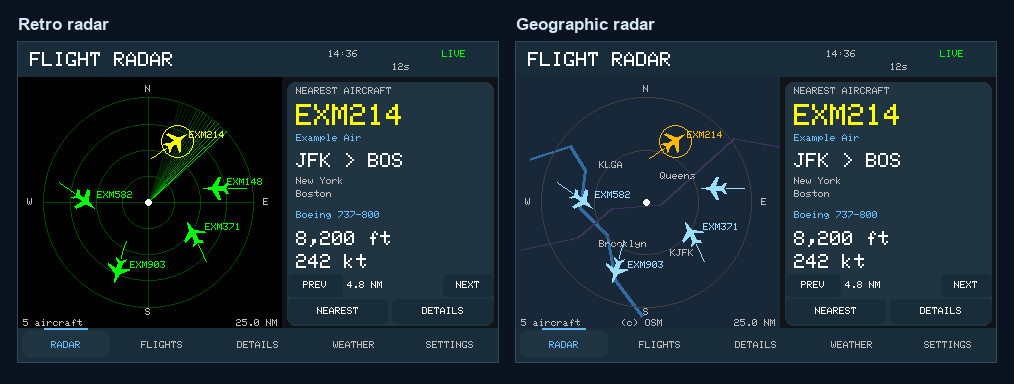 Retro radar
FLIGHT RADAR
14:36
LIVE
12s
N
EXM214
EXM148
EXM582
W
E
EXM371
EXM903
S
5 aircraft
25.0 NM
NEAREST AIRCRAFT
EXM214
Example Air
JFK > BOS
New York
Boston
Boeing 737-800
8,200 ft
242 kt
PREV 4.8 NM NEXT
NEAREST DETAILS
RADAR FLIGHTS DETAILS WEATHER SETTINGS
Geographic radar
FLIGHT RADAR
14:36
LIVE
12s
N
EXM214
KLGA
Queens
EXM582
W
E
EXM371
Brooklyn
KJFK
EXM903
S
5 aircraft
(c) OSM
25.0 NM
NEAREST AIRCRAFT
EXM214
Example Air
JFK > BOS
New York
Boston
Boeing 737-800
8,200 ft
242 kt
PREV 4.8 NM NEXT
NEAREST DETAILS
RADAR FLIGHTS DETAILS WEATHER SETTINGS